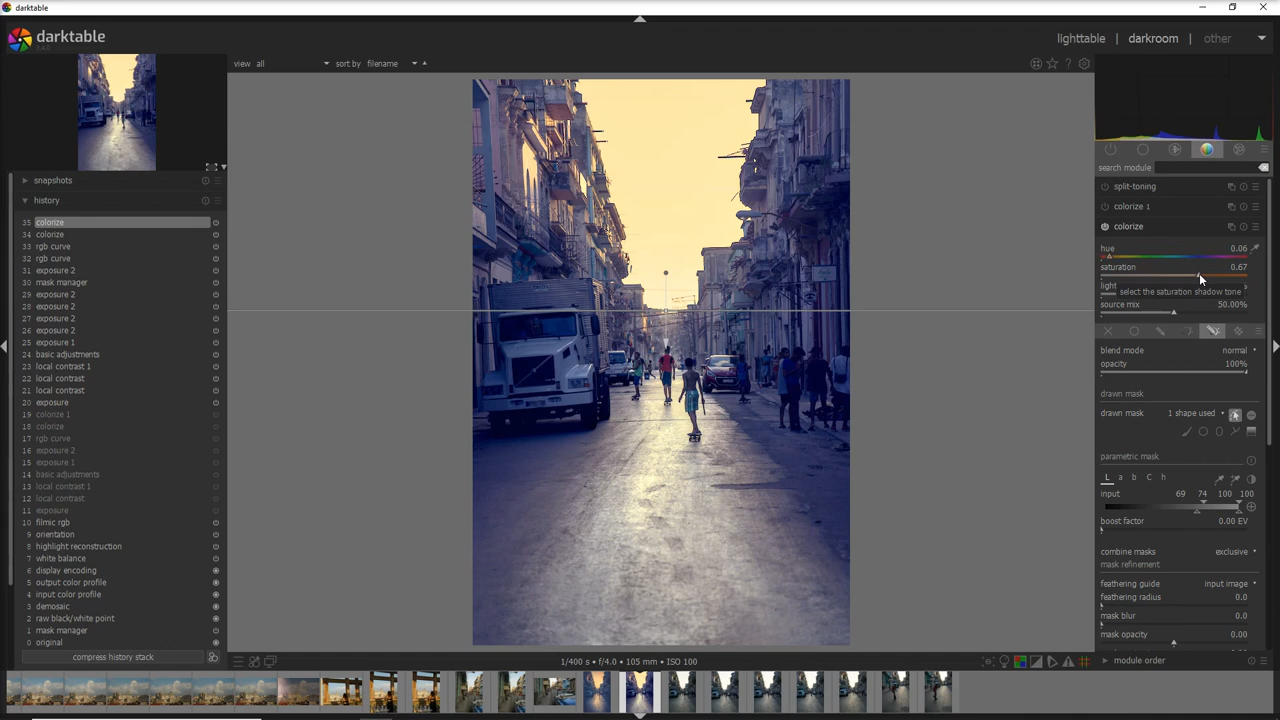 darktable
darktable
3.4.0
lighttable | darkroom | other
view all sort by filename
snapshots
history
35 colorize
34 colorize
33 rgb curve
32 rgb curve
31 exposure 2
30 mask manager
29 exposure 2
28 exposure 2
27 exposure 2
26 exposure 2
25 exposure 1
24 basic adjustments
23 local contrast 1
22 local contrast
21 local contrast
20 exposure
19 colorize 1
18 colorize
17 rgb curve
16 exposure 2
15 exposure 1
14 basic adjustments
13 local contrast 1
12 local contrast
11 exposure
10 filmic rgb
9 orientation
8 highlight reconstruction
7 white balance
6 display encoding
5 output color profile
4 input color profile
3 demosaic
2 raw black/white point
1 mask manager
0 original
compress history stack
1/400 s • f/4.0 • 105 mm • ISO 100
search module
split-toning
colorize 1
colorize
hue 0.06
saturation 0.67
light
select the saturation shadow tone
source mix 50.00%
blend mode normal
opacity 100%
drawn mask
drawn mask 1 shape used
parametric mask
L a b C h
input 69 74 100 100
boost factor 0.00 EV
combine masks exclusive
mask refinement
feathering guide input image
feathering radius 0.0
mask blur 0.0
mask opacity 0.00
module order